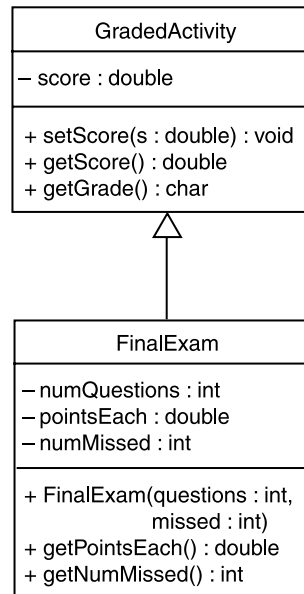 GradedActivity
– score : double
+ setScore(s : double) : void
+ getScore() : double
+ getGrade() : char
FinalExam
– numQuestions : int
– pointsEach : double
– numMissed : int
+ FinalExam(questions : int,
missed : int)
+ getPointsEach() : double
+ getNumMissed() : int